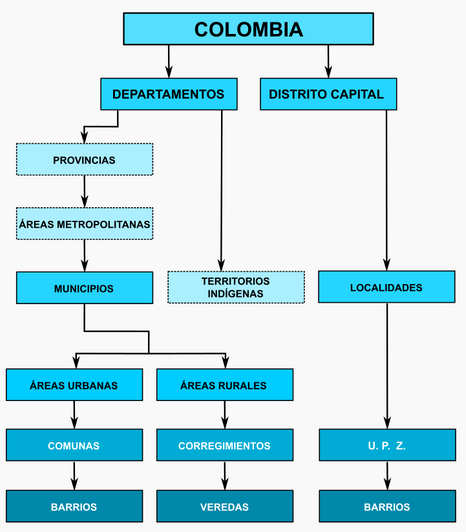 COLOMBIA
DEPARTAMENTOS
DISTRITO CAPITAL
PROVINCIAS
ÁREAS METROPOLITANAS
MUNICIPIOS
TERRITORIOS
INDÍGENAS
LOCALIDADES
ÁREAS URBANAS
ÁREAS RURALES
COMUNAS
CORREGIMIENTOS
U. P. Z.
BARRIOS
VEREDAS
BARRIOS